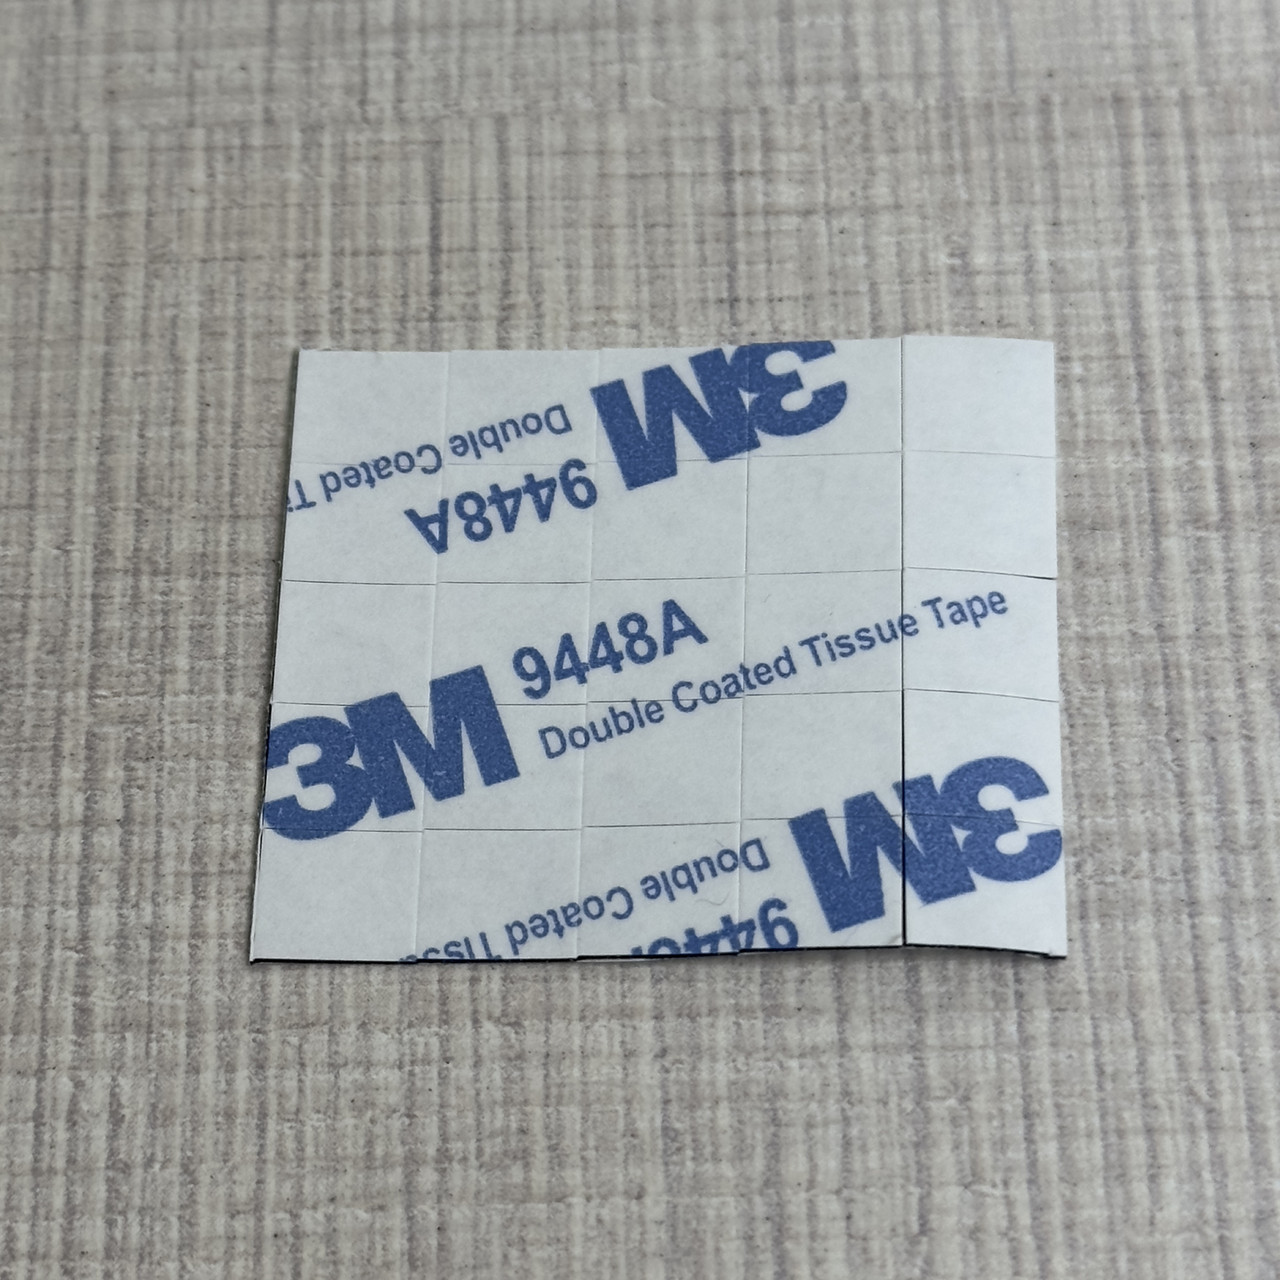 3M
9448A
Double Coated
3M
9448A
Double Coated Tissue Tape
3M
Double Coated